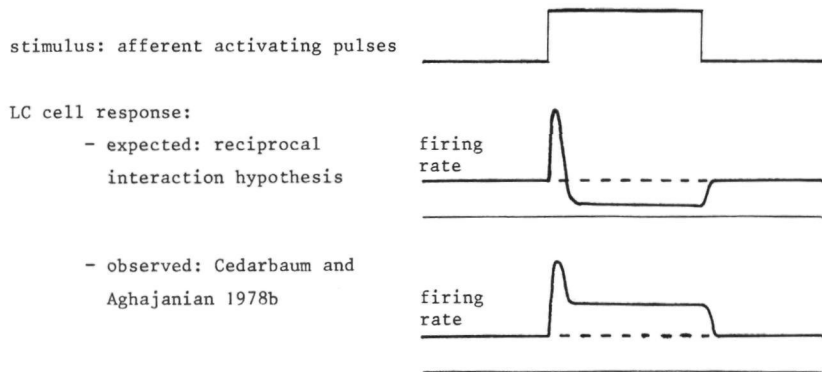 stimulus: afferent activating pulses
LC cell response:
- expected: reciprocal
interaction hypothesis
firing
rate
- observed: Cedarbaum and
Aghajanian 1978b
firing
rate